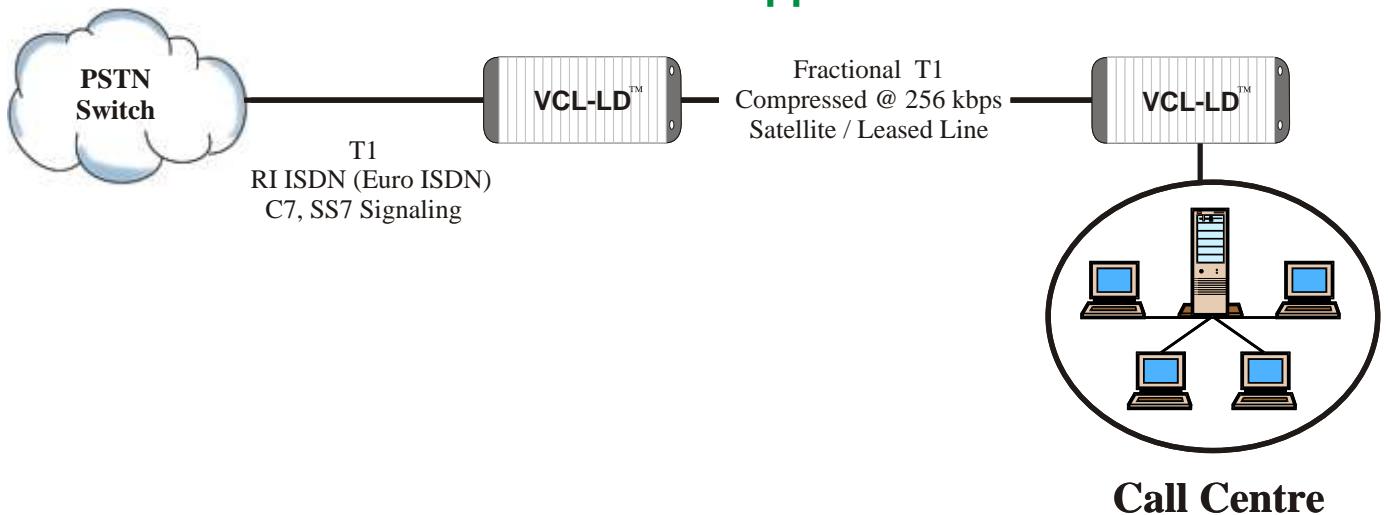 PSTN
Switch
VCL-LD™
Fractional T1
Compressed @ 256 kbps
Satellite / Leased Line
VCL-LD™
T1
RI ISDN (Euro ISDN)
C7, SS7 Signaling
Call Centre